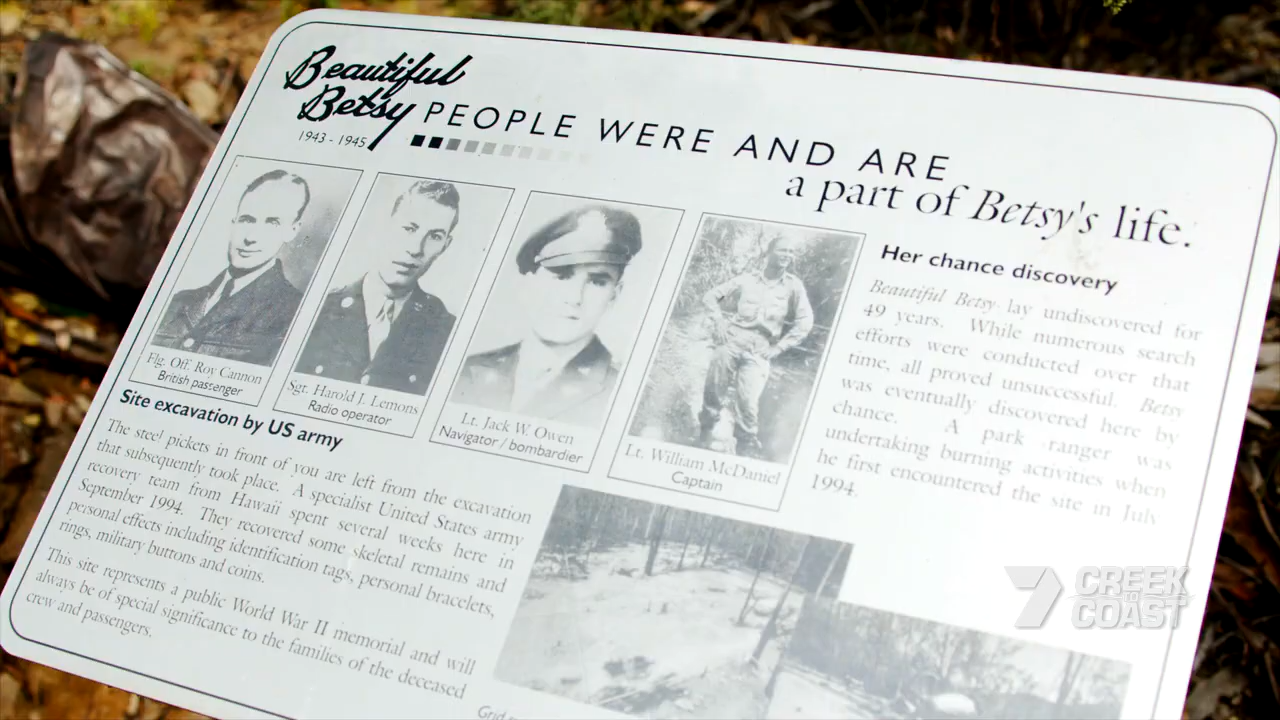 Beautiful
Betsy
1943 - 1945
PEOPLE WERE AND ARE
a part of Betsy's life.
Flg. Off. Roy Cannon
British passenger
Sgt. Harold J. Lemons
Radio operator
Lt. Jack W. Owen
Navigator / bombardier
Lt. William McDaniel
Captain
Her chance discovery
Beautiful Betsy lay undiscovered for
49 years. While numerous search
efforts were conducted over that
time, all proved unsuccessful. Betsy
was eventually discovered here by
chance. A park ranger was
undertaking burning activities when
he first encountered the site in July
1994.
Site excavation by US army
The steel pickets in front of you are left from the excavation
that subsequently took place. A specialist United States army
recovery team from Hawaii spent several weeks here in
September 1994. They recovered some skeletal remains and
personal effects including identification tags, personal bracelets,
rings, military buttons and coins.
This site represents a public World War II memorial and will
always be of special significance to the families of the deceased
crew and passengers.
Grid
7 CREEK
TO
COAST